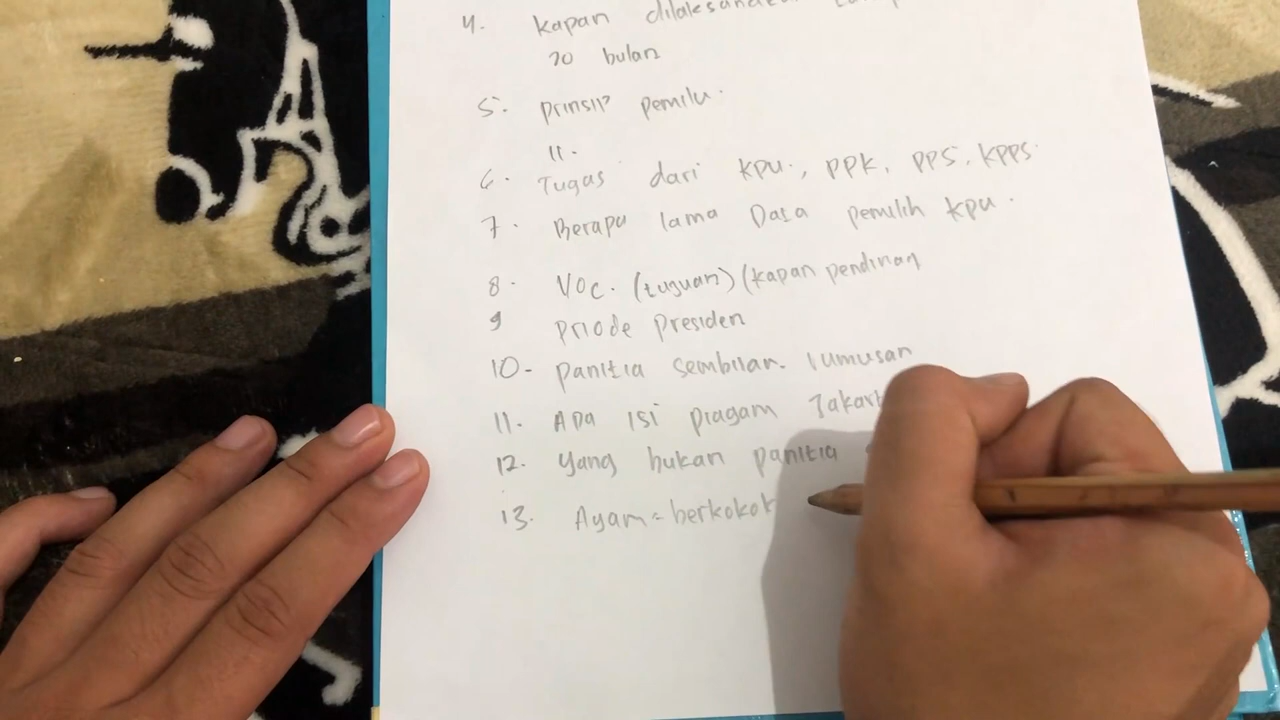 4. kapan dilaksanakan
20 bulan
5. prinsip pemilu.
11.
6. Tugas dari kpu., PPK, PPS, KPPS.
7. Berapa lama Data pemilih kpu.
8. VOC. (tujuan) (kapan pendirian
9 priode presiden
10- panitia sembilan. rumusan
11. Apa isi piagam Jakart
12. yang bukan panitia
13. Ayam = berkokok